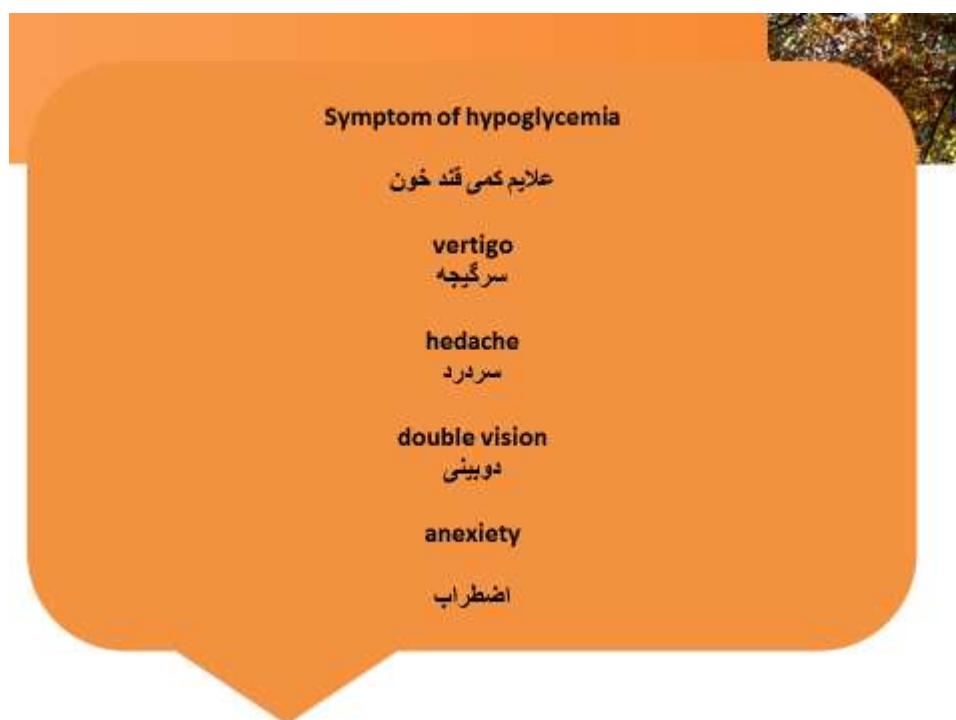 Symptom of hypoglycemia
علایم کمی قند خون
vertigo
سرگیجه
hedache
سردرد
double vision
دوبینی
anexiety
اضطراب